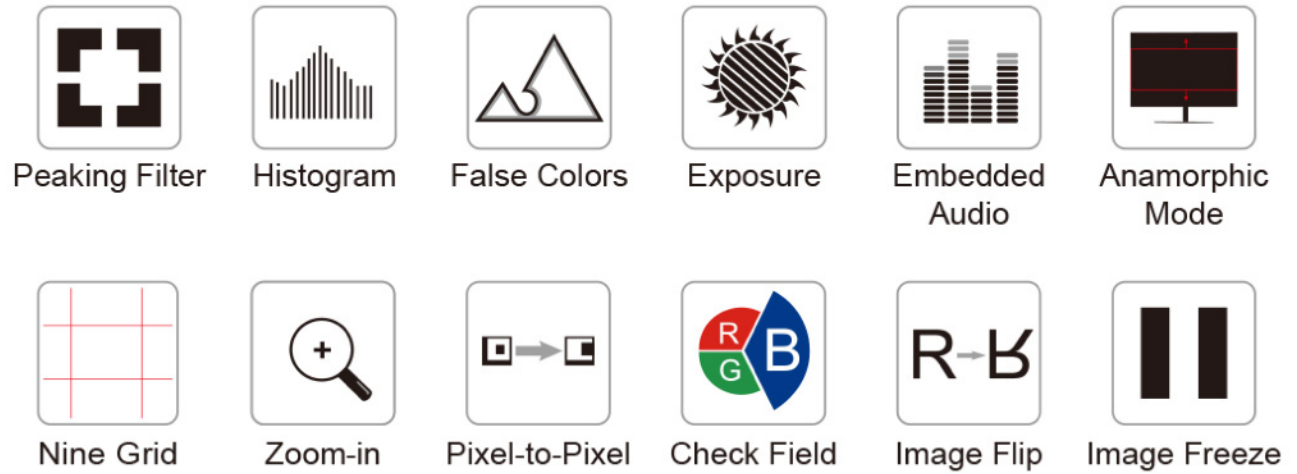 Peaking Filter
Histogram
False Colors
Exposure
Embedded
Audio
Anamorphic
Mode
R
G
B
R
R
Nine Grid
Zoom-in
Pixel-to-Pixel
Check Field
Image Flip
Image Freeze